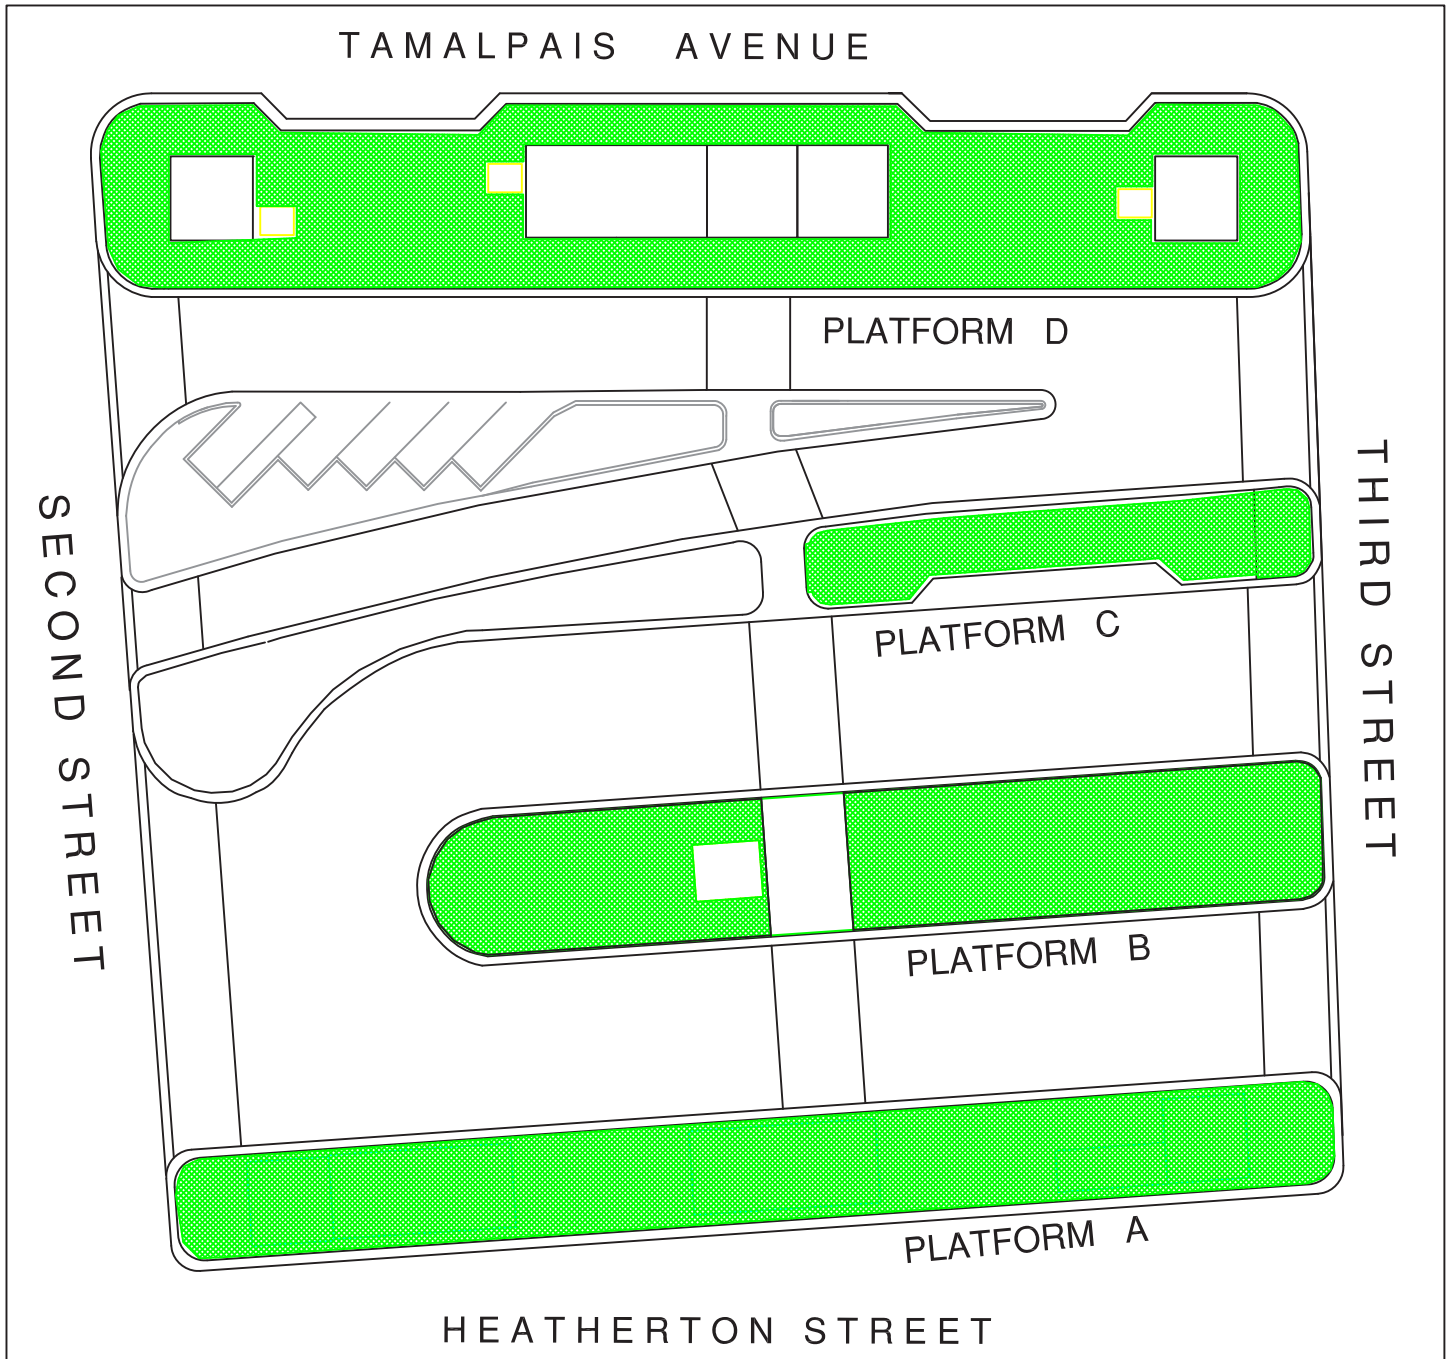 TAMALPAIS AVENUE
PLATFORM D
SECOND STREET
THIRD STREET
PLATFORM C
PLATFORM B
PLATFORM A
HEATHERTON STREET